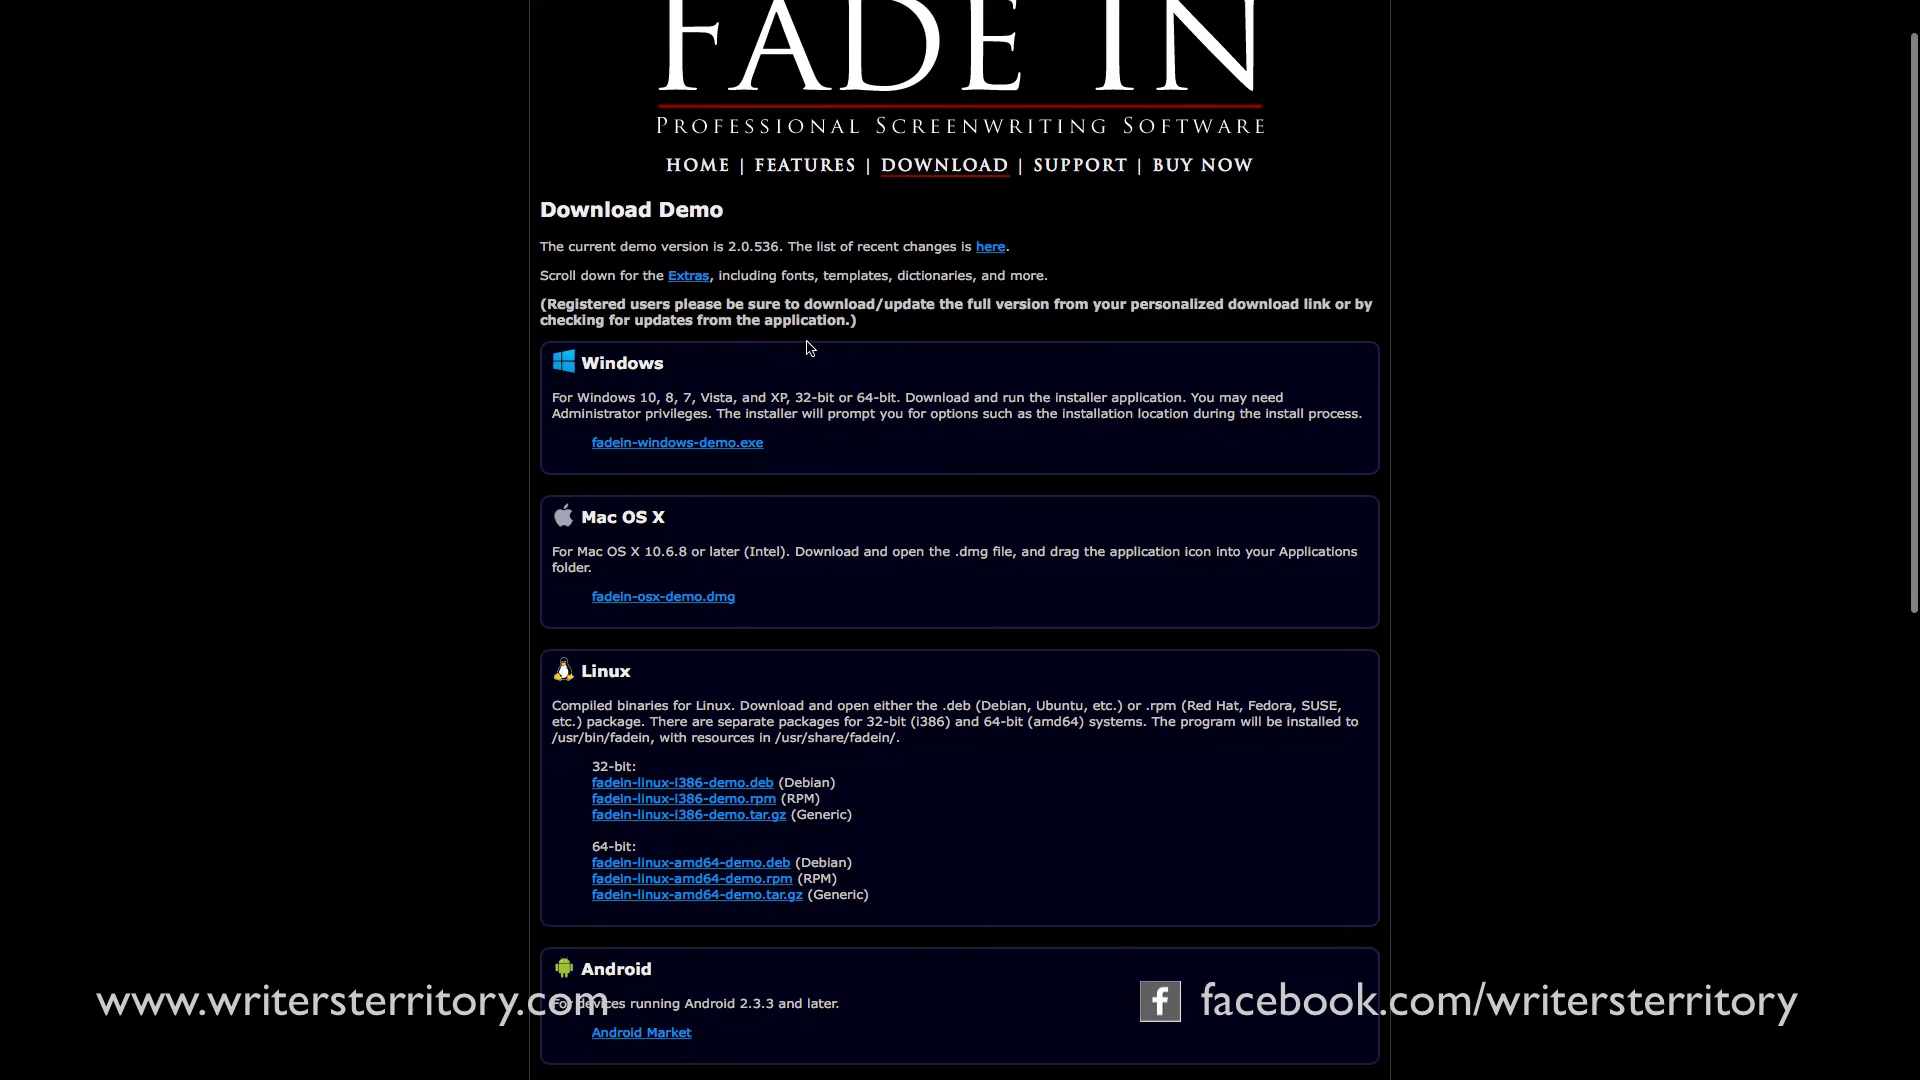 FADE IN
PROFESSIONAL SCREENWRITING SOFTWARE
HOME | FEATURES | DOWNLOAD | SUPPORT | BUY NOW
Download Demo
The current demo version is 2.0.536. The list of recent changes is here.
Scroll down for the Extras, including fonts, templates, dictionaries, and more.
(Registered users please be sure to download/update the full version from your personalized download link or by
checking for updates from the application.)
Windows
For Windows 10, 8, 7, Vista, and XP, 32-bit or 64-bit. Download and run the installer application. You may need
Administrator privileges. The installer will prompt you for options such as the installation location during the install process.
fadein-windows-demo.exe
Mac OS X
For Mac OS X 10.6.8 or later (Intel). Download and open the .dmg file, and drag the application icon into your Applications
folder.
fadein-osx-demo.dmg
Linux
Compiled binaries for Linux. Download and open either the .deb (Debian, Ubuntu, etc.) or .rpm (Red Hat, Fedora, SUSE,
etc.) package. There are separate packages for 32-bit (i386) and 64-bit (amd64) systems. The program will be installed to
/usr/bin/fadein, with resources in /usr/share/fadein/.
32-bit:
fadein-linux-i386-demo.deb (Debian)
fadein-linux-i386-demo.rpm (RPM)
fadein-linux-i386-demo.tar.gz (Generic)
64-bit:
fadein-linux-amd64-demo.deb (Debian)
fadein-linux-amd64-demo.rpm (RPM)
fadein-linux-amd64-demo.tar.gz (Generic)
Android
For devices running Android 2.3.3 and later.
Android Market
www.writersterritory.com
f facebook.com/writersterritory